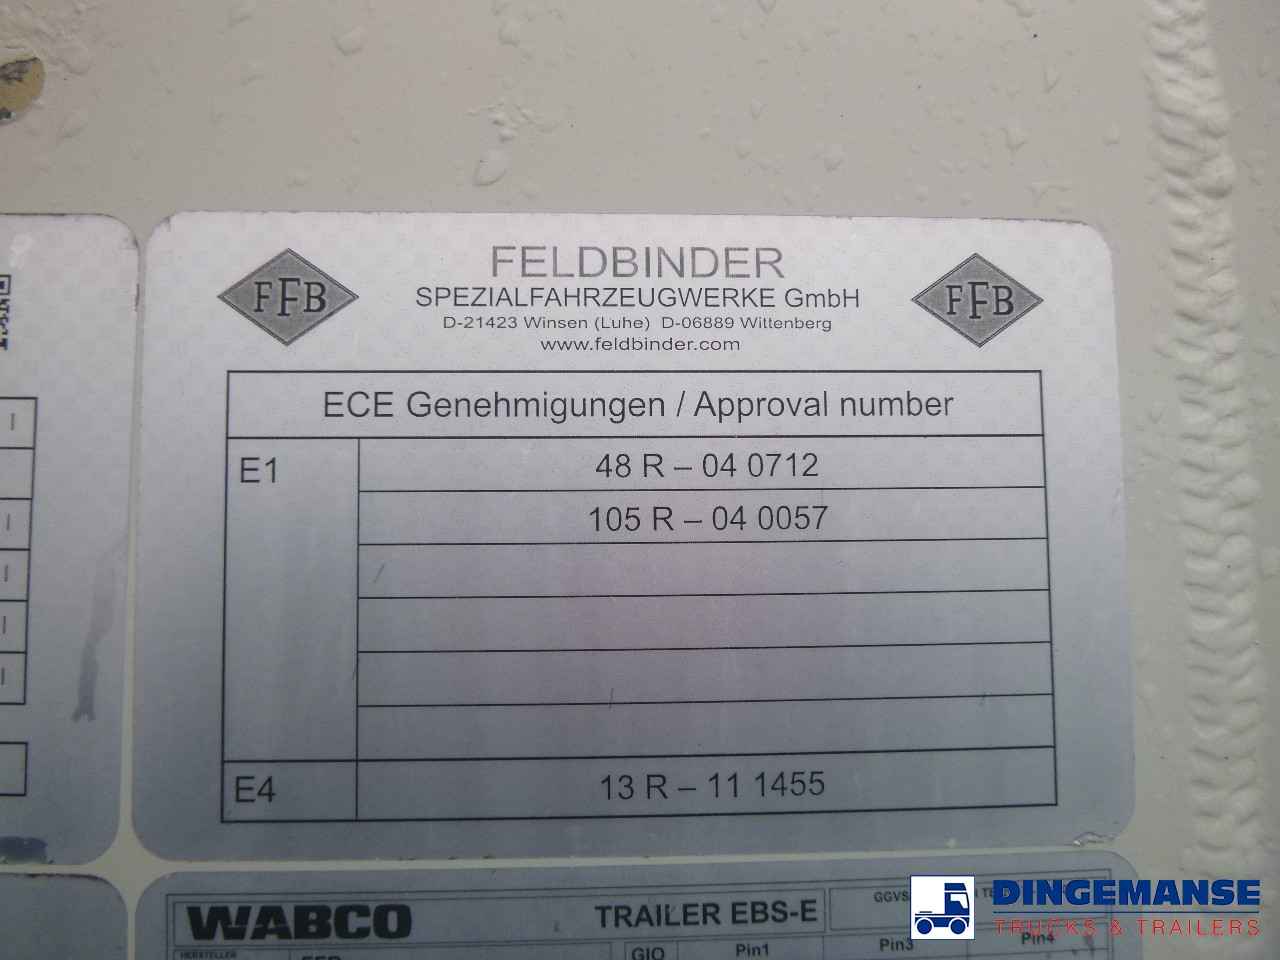 FFB
FELDBINDER
SPEZIALFAHRZEUGWERKE GmbH
D-21423 Winsen (Luhe) D-06889 Wittenberg
www.feldbinder.com
FFB
ECE Genehmigungen / Approval number
E1
48 R – 04 0712
105 R – 04 0057
E4
13 R – 11 1455
WABCO
TRAILER EBS-E
GIO
Pin1
Pin3
Pin4
DINGEMANSE
TRUCKS & TRAILERS